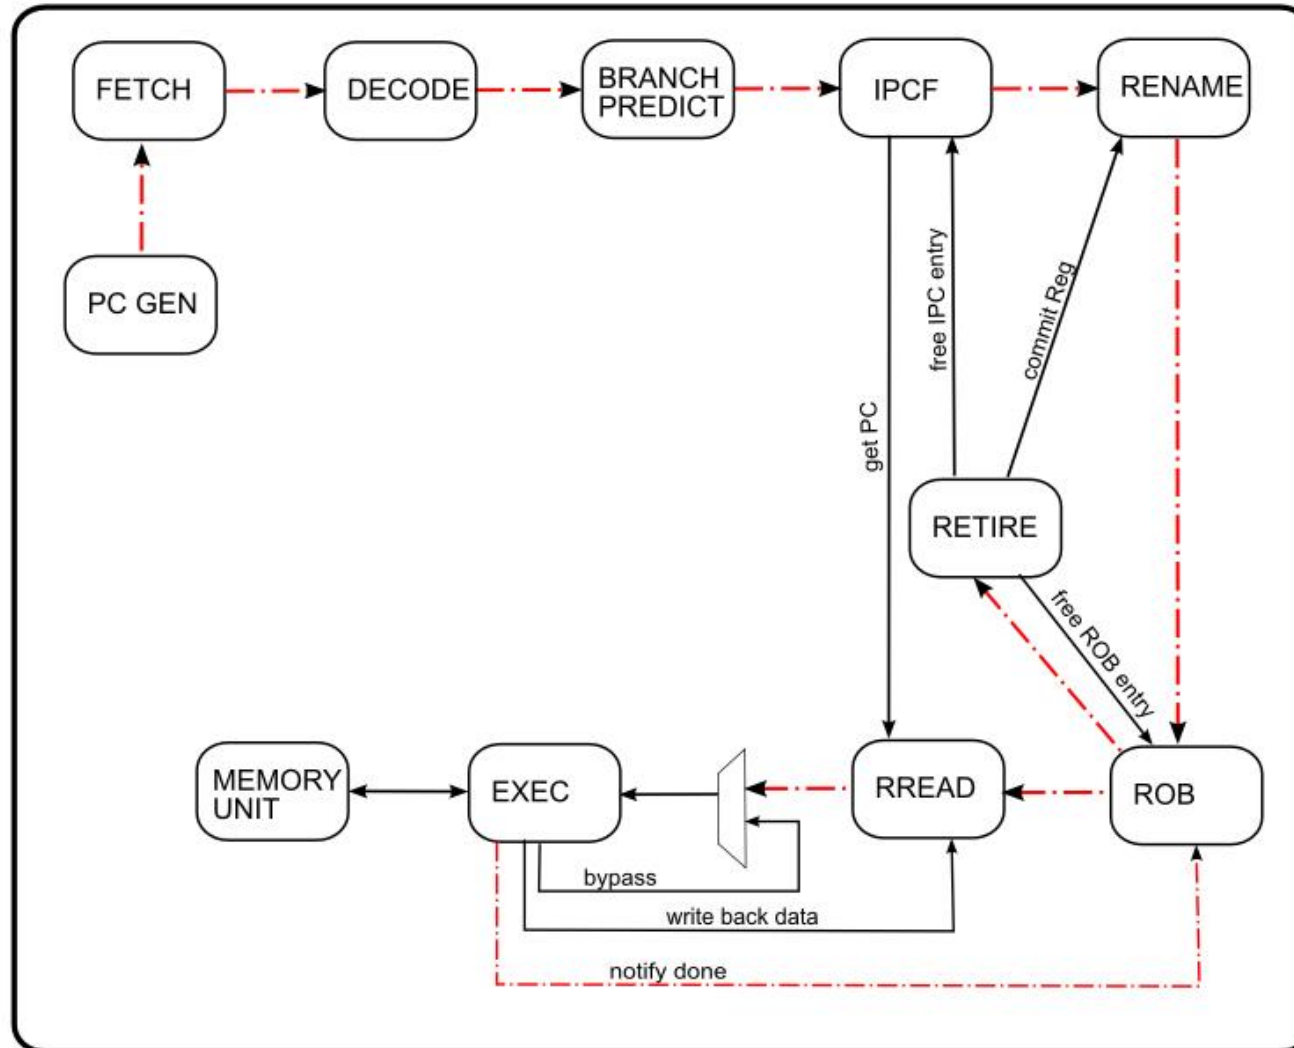 FETCH
DECODE
BRANCH
PREDICT
IPCF
RENAME
PC GEN
free IPC entry
commit Reg
get PC
RETIRE
free ROB entry
MEMORY
UNIT
EXEC
RREAD
ROB
bypass
write back data
notify done